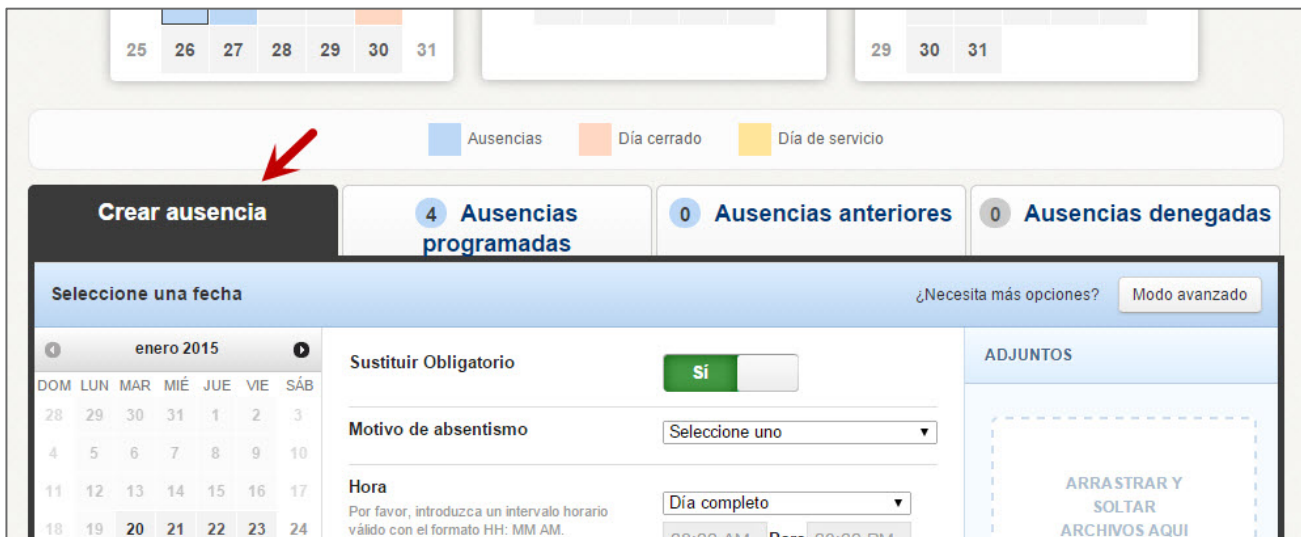 25 26 27 28 29 30 31
29 30 31
Ausencias Día cerrado Día de servicio
Crear ausencia
4 Ausencias programadas
0 Ausencias anteriores
0 Ausencias denegadas
Seleccione una fecha
¿Necesita más opciones? Modo avanzado
enero 2015
DOM LUN MAR MIÉ JUE VIE SÁB
28 29 30 31 1 2 3
4 5 6 7 8 9 10
11 12 13 14 15 16 17
18 19 20 21 22 23 24
Sustituir Obligatorio Sí
Motivo de absentismo Seleccione uno
Hora
Por favor, introduzca un intervalo horario
válido con el formato HH: MM AM.
Día completo
Para
ADJUNTOS
ARRASTRAR Y
SOLTAR
ARCHIVOS AQUI